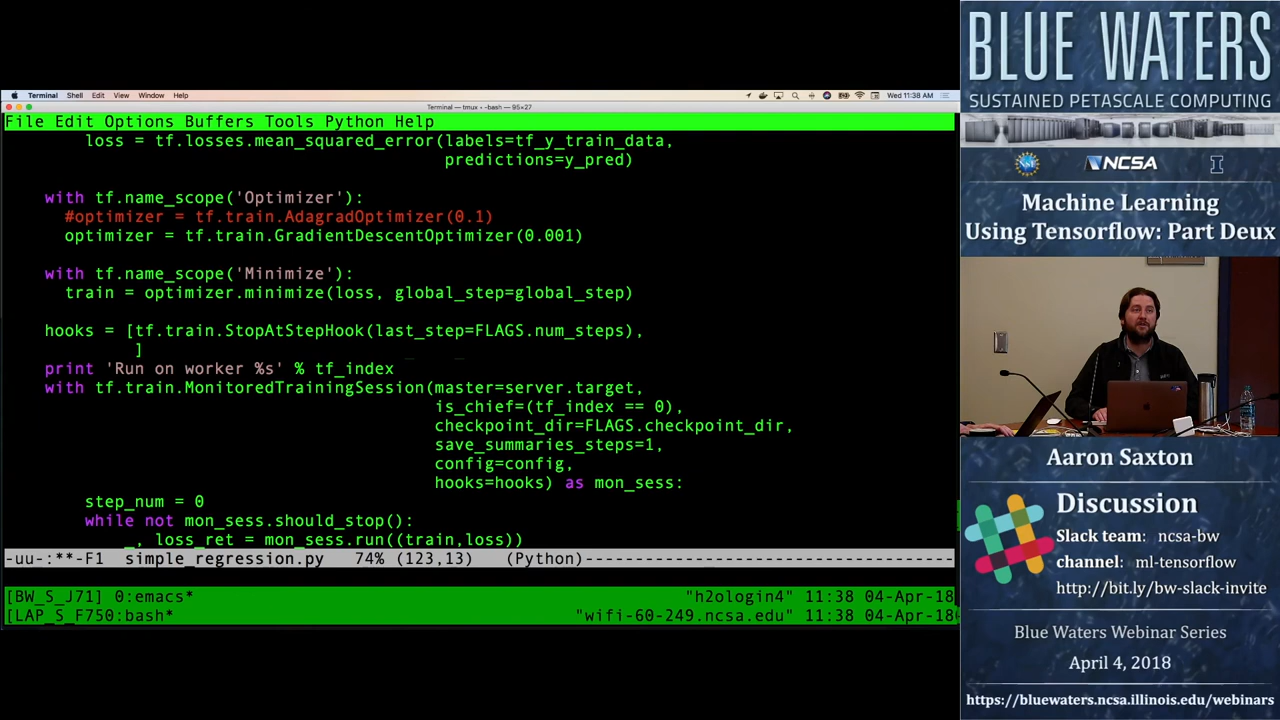 Terminal Shell Edit View Window Help
Wed 11:38 AM
Terminal — tmux • -bash — 95×27
File Edit Options Buffers Tools Python Help
loss = tf.losses.mean_squared_error(labels=tf_y_train_data,
predictions=y_pred)
with tf.name_scope('Optimizer'):
#optimizer = tf.train.AdagradOptimizer(0.1)
optimizer = tf.train.GradientDescentOptimizer(0.001)
with tf.name_scope('Minimize'):
train = optimizer.minimize(loss, global_step=global_step)
hooks = [tf.train.StopAtStepHook(last_step=FLAGS.num_steps),
]
print 'Run on worker %s' % tf_index
with tf.train.MonitoredTrainingSession(master=server.target,
is_chief=(tf_index == 0),
checkpoint_dir=FLAGS.checkpoint_dir,
save_summaries_steps=1,
config=config,
hooks=hooks) as mon_sess:
step_num = 0
while not mon_sess.should_stop():
_, loss_ret = mon_sess.run((train,loss))
-uu-:**-F1 simple_regression.py 74% (123,13) (Python)-------------------------------------
[BW_S_J71] 0:emacs* "h2ologin4" 11:38 04-Apr-18
[LAP_S_F750:bash* "wifi-60-249.ncsa.edu" 11:38 04-Apr-18
BLUE WATERS
SUSTAINED PETASCALE COMPUTING
NCSA
Machine Learning
Using Tensorflow: Part Deux
Aaron Saxton
Discussion
Slack team: ncsa-bw
channel: ml-tensorflow
http://bit.ly/bw-slack-invite
Blue Waters Webinar Series
April 4, 2018
https://bluewaters.ncsa.illinois.edu/webinars